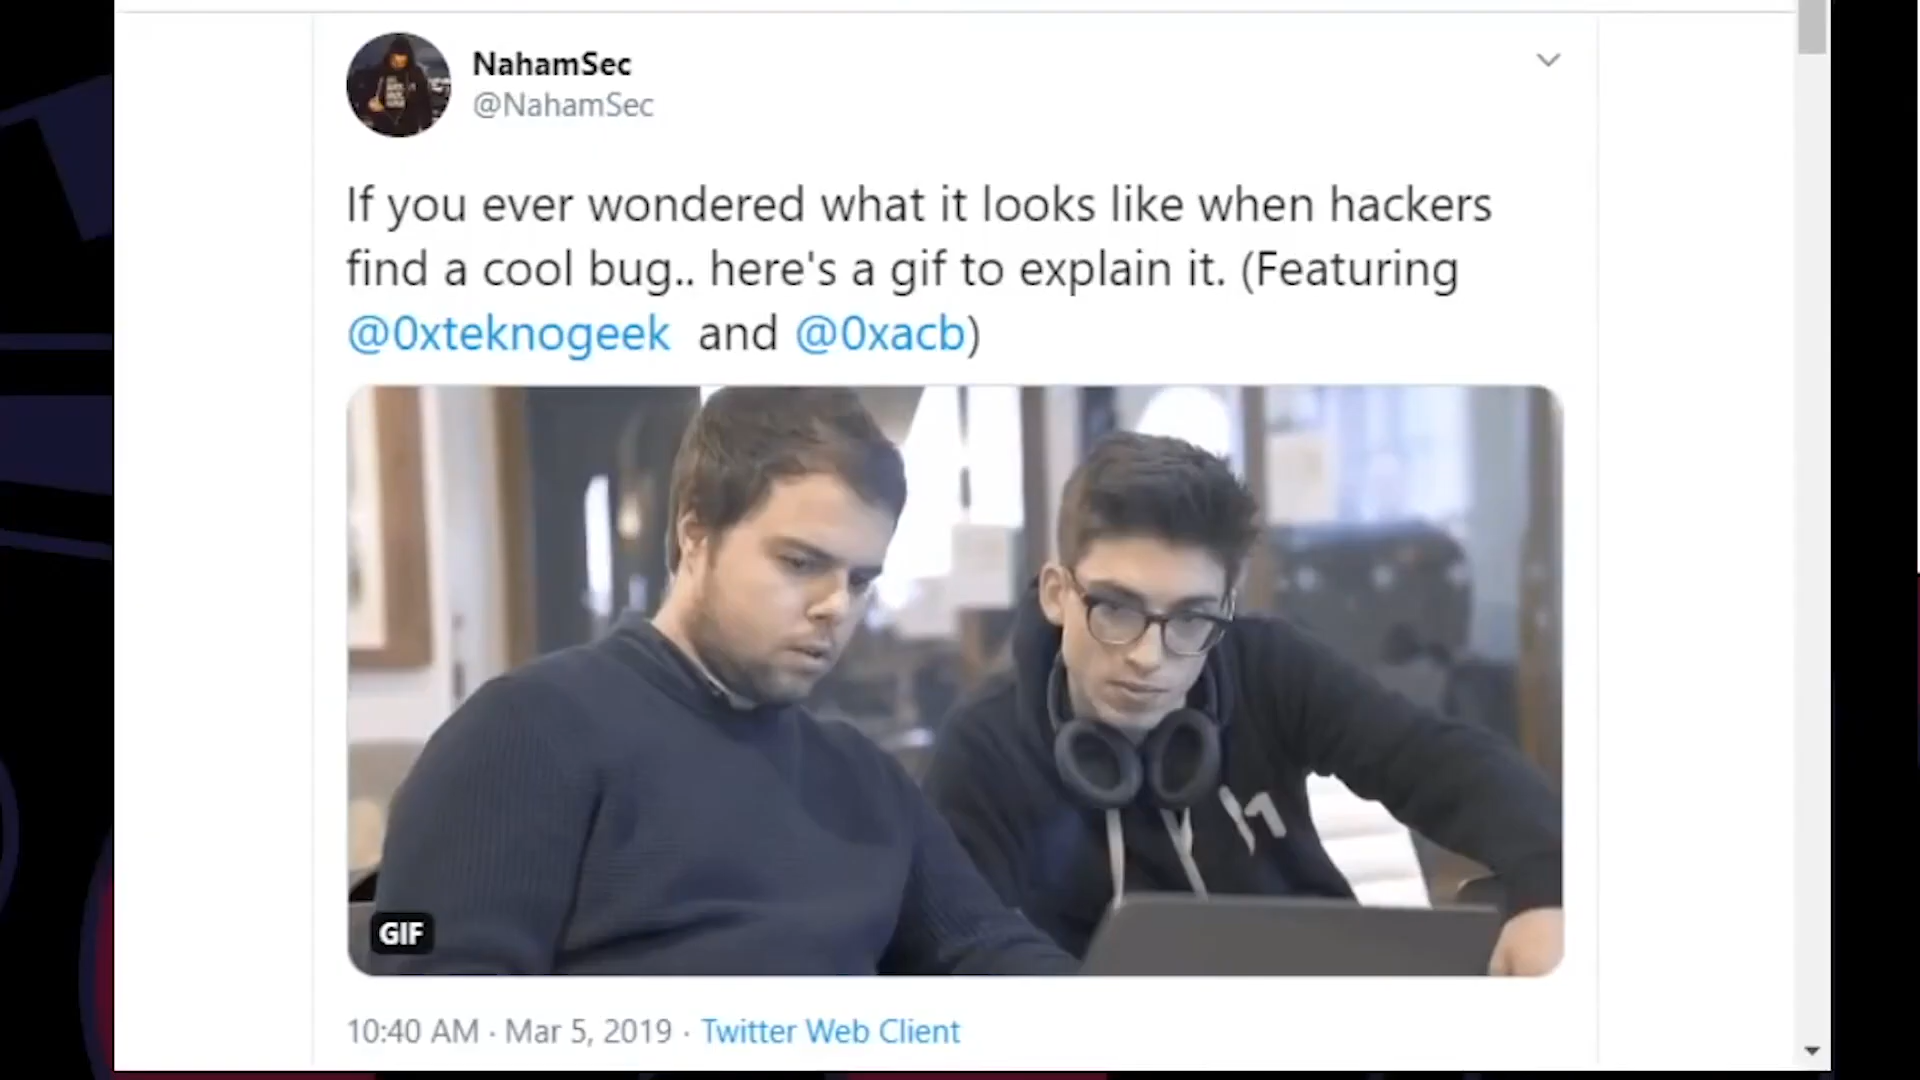 NahamSec
@NahamSec
If you ever wondered what it looks like when hackers
find a cool bug.. here's a gif to explain it. (Featuring
@0xteknogeek and @0xacb)
GIF
10:40 AM · Mar 5, 2019 · Twitter Web Client